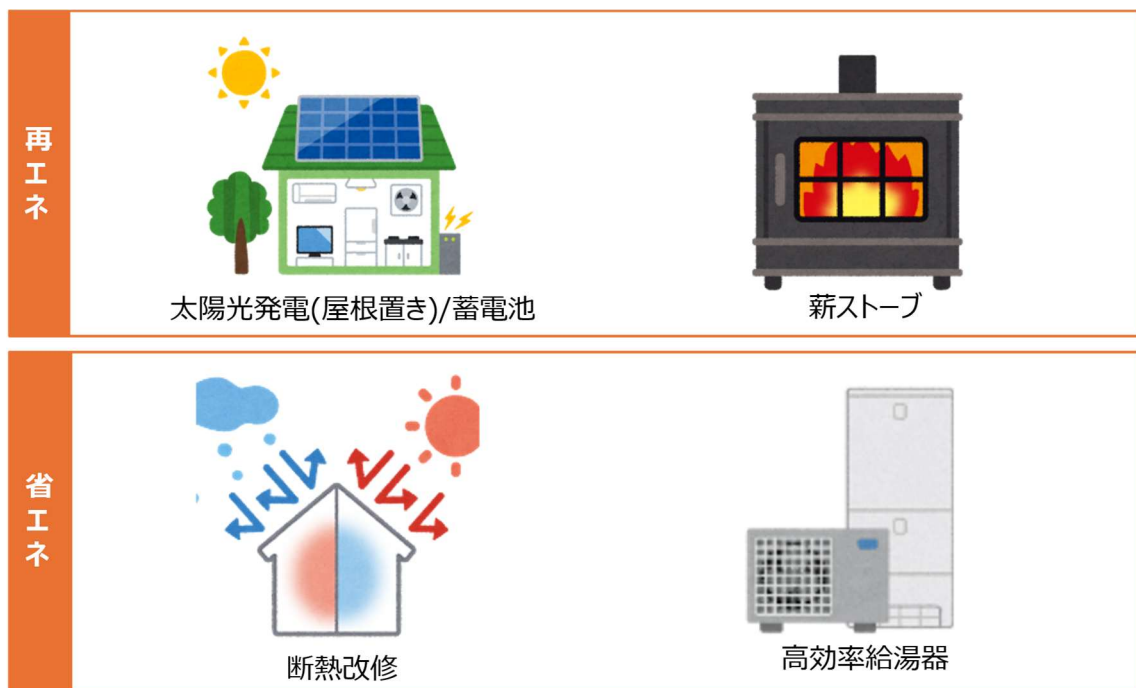 再エネ
太陽光発電(屋根置き)/蓄電池
薪ストーブ
省エネ
断熱改修
高効率給湯器